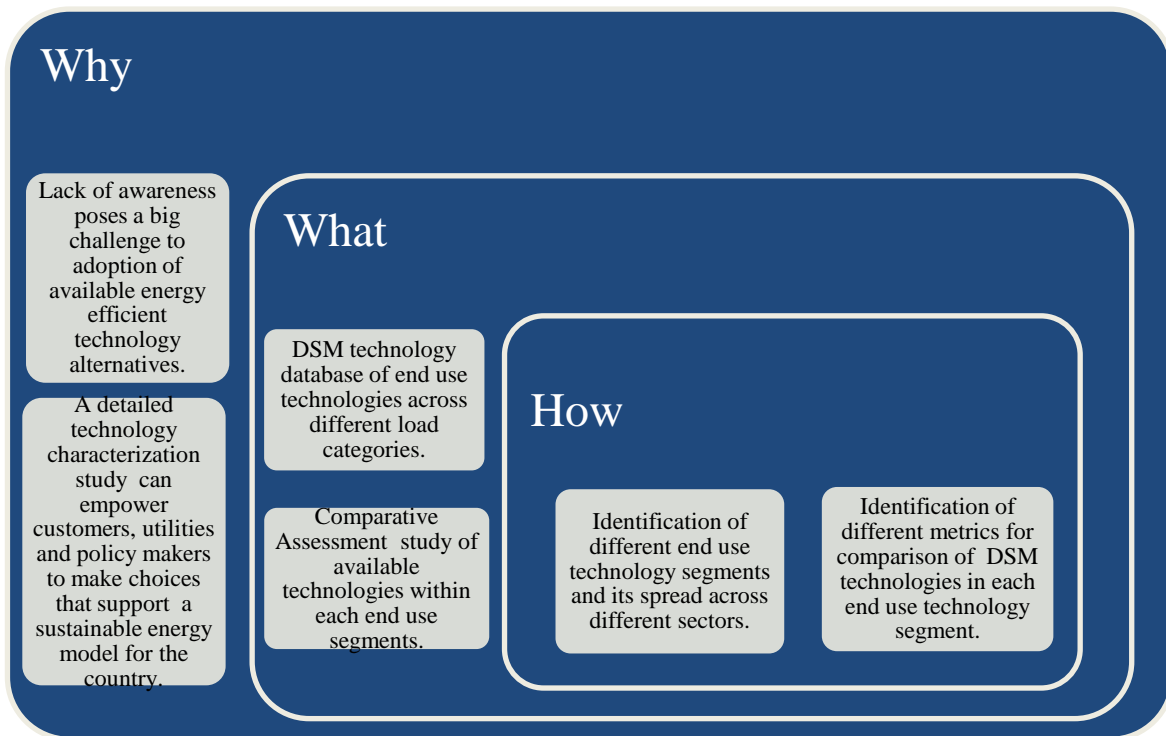 Why
Lack of awareness
poses a big
challenge to
adoption of
available energy
efficient
technology
alternatives.
A detailed
technology
characterization
study can
empower
customers, utilities
and policy makers
to make choices
that support a
sustainable energy
model for the
country.
What
DSM technology
database of end use
technologies across
different load
categories.
Comparative
Assessment study of
available
technologies within
each end use
segments.
How
Identification of
different end use
technology segments
and its spread across
different sectors.
Identification of
different metrics for
comparison of DSM
technologies in each
end use technology
segment.